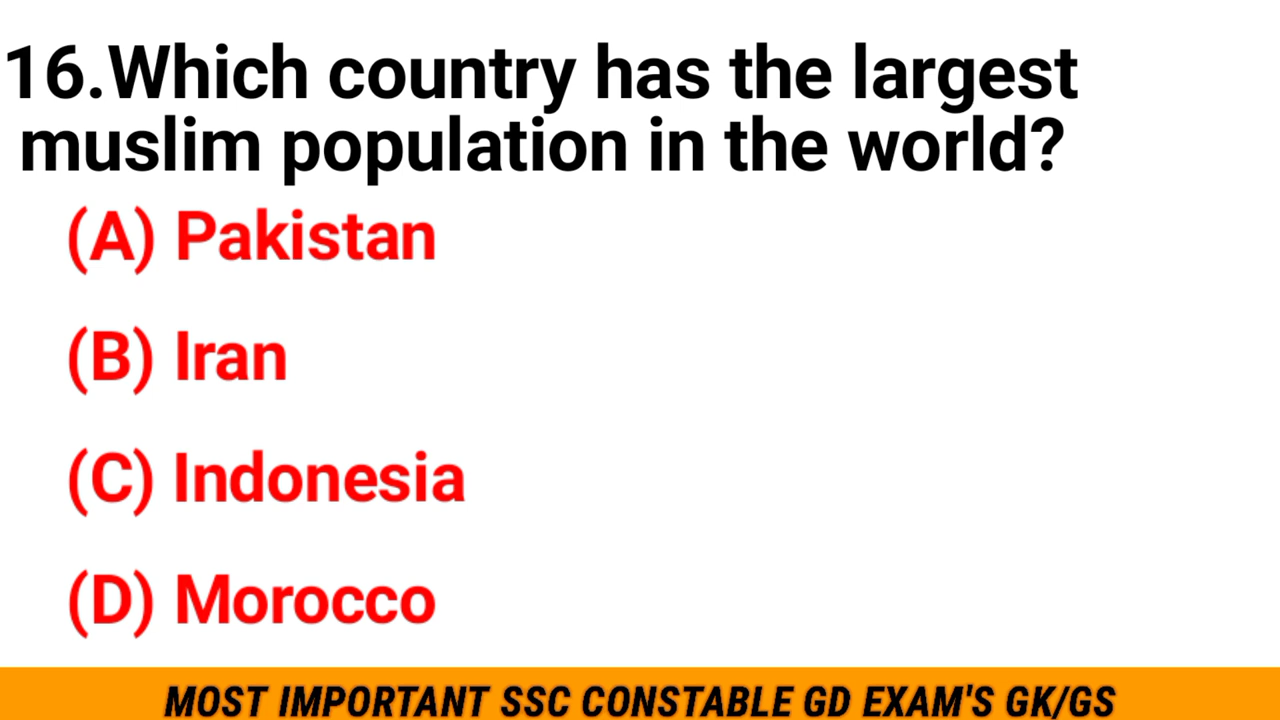 16.Which country has the largest
muslim population in the world?
(A) Pakistan
(B) Iran
(C) Indonesia
(D) Morocco
MOST IMPORTANT SSC CONSTABLE GD EXAM'S GK/GS